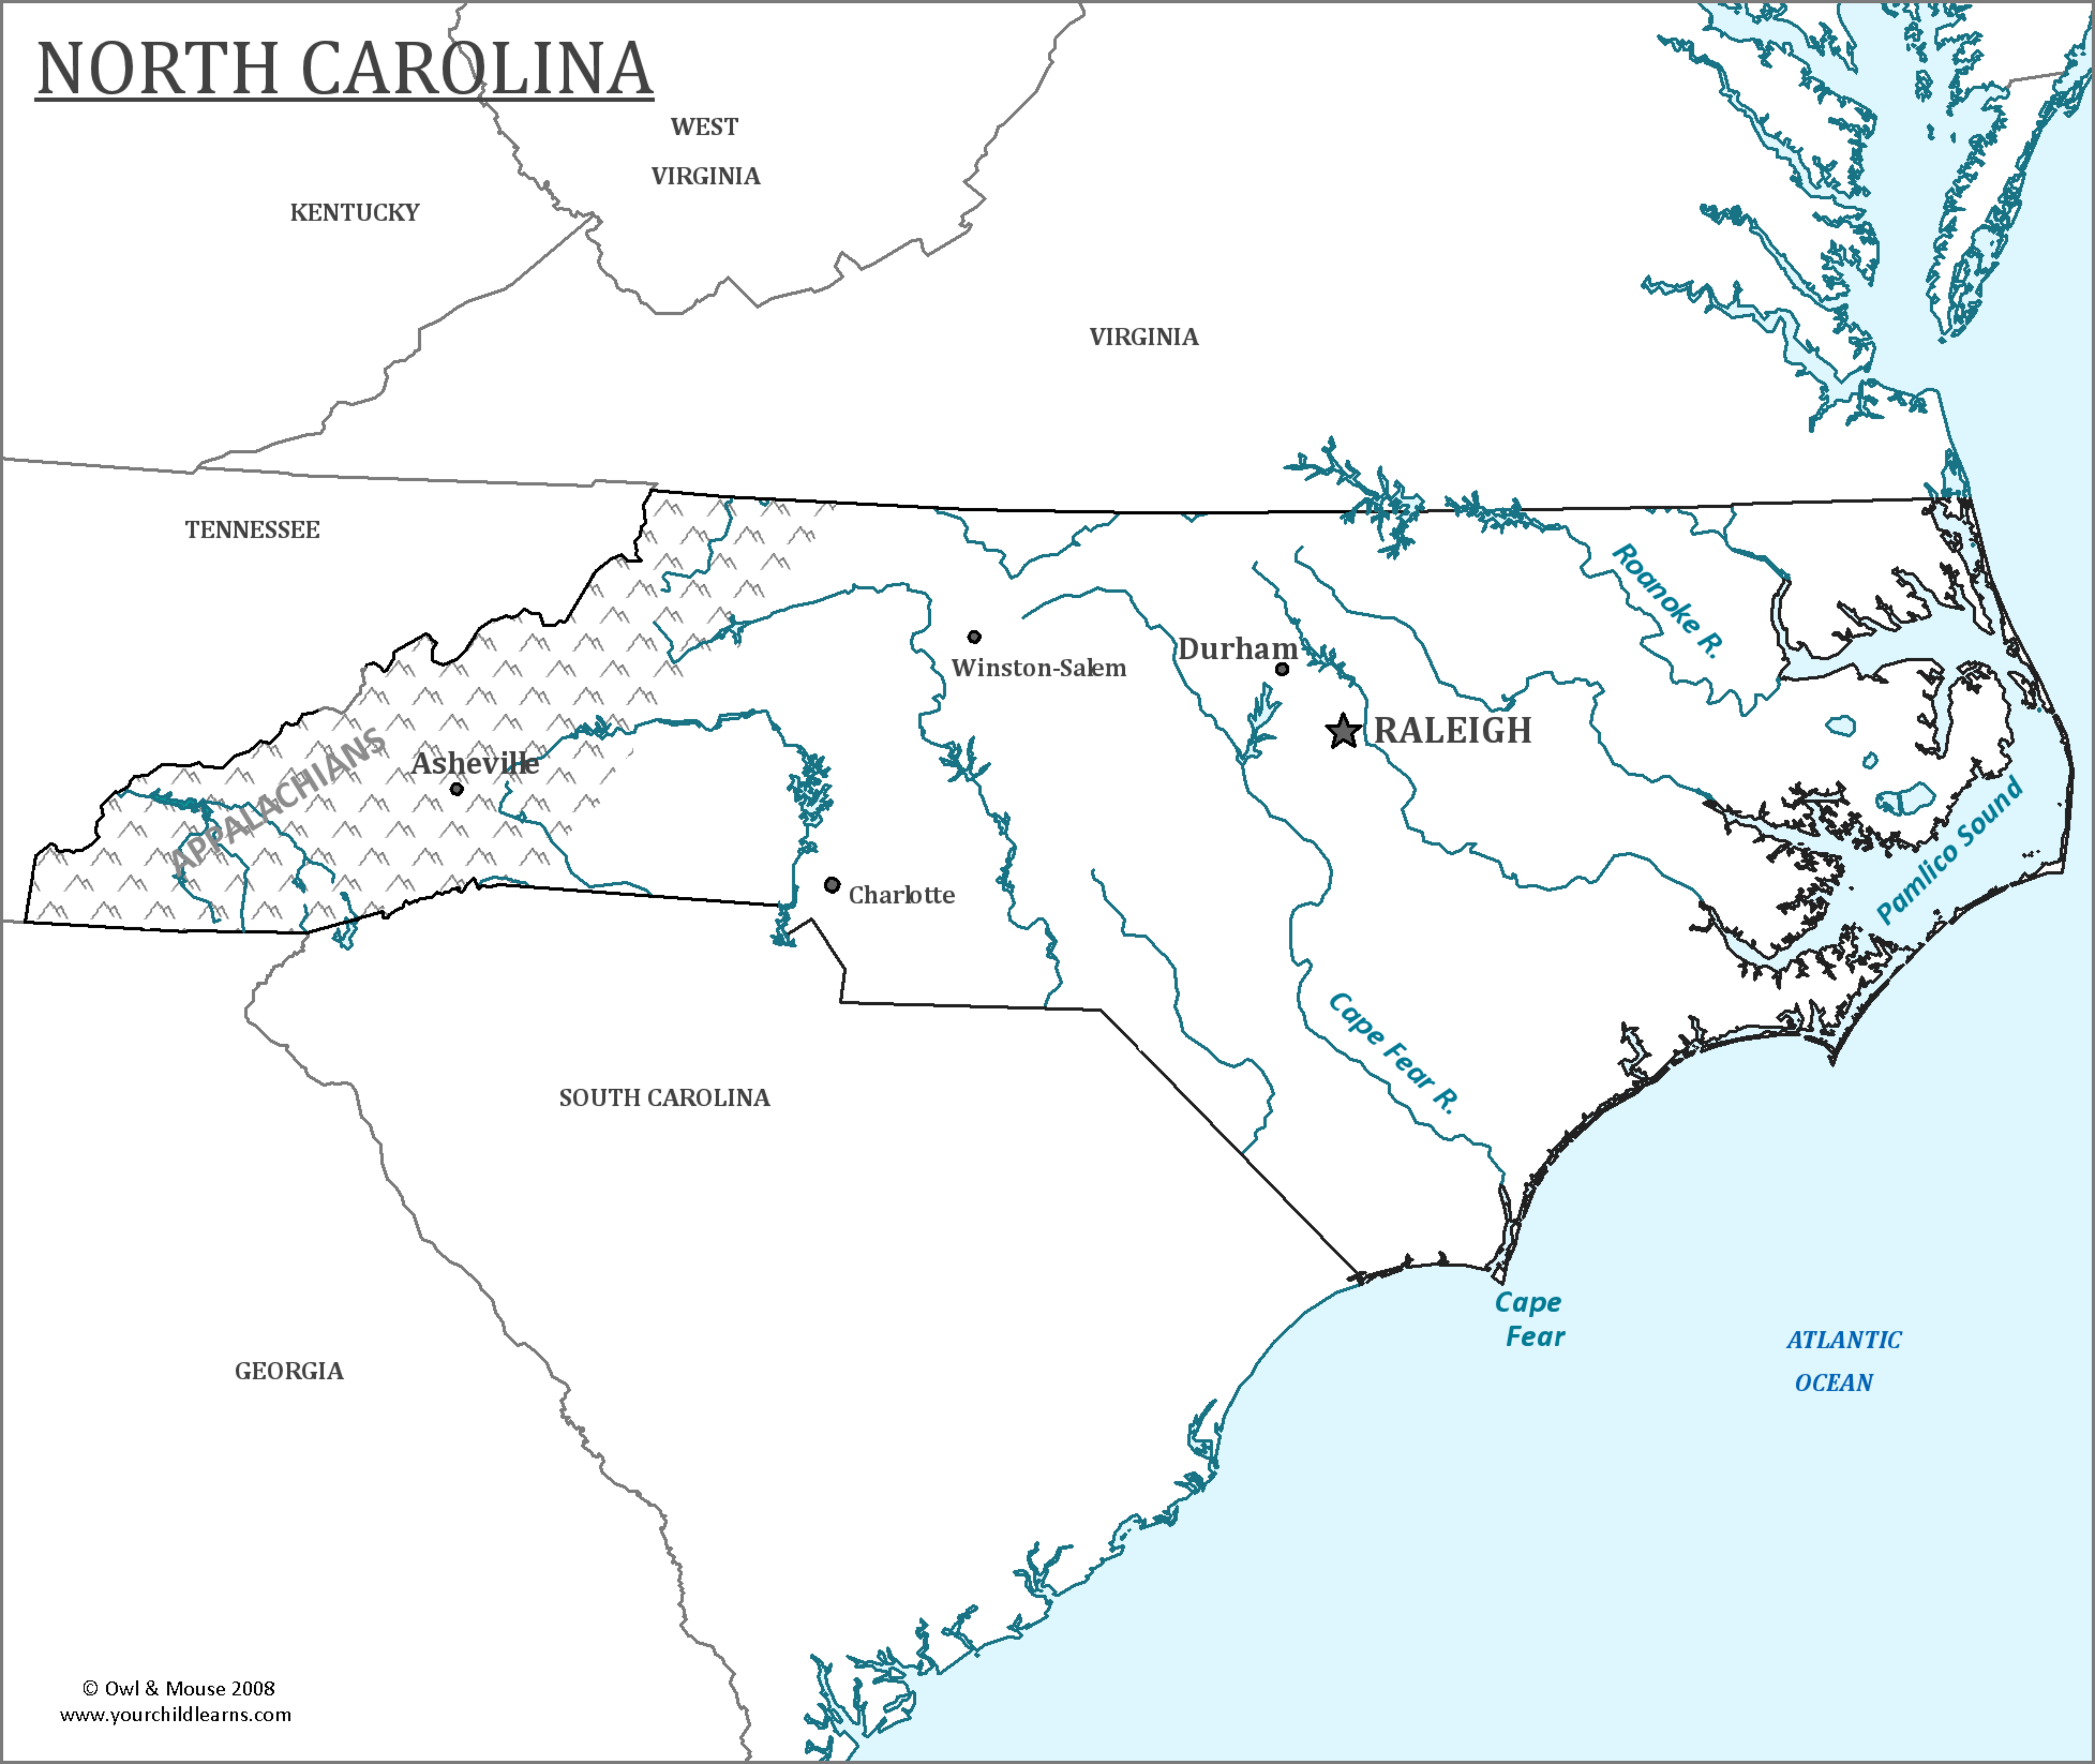 NORTH CAROLINA
WEST
VIRGINIA
KENTUCKY
VIRGINIA
TENNESSEE
Roanoke R.
Durham
Winston-Salem
RALEIGH
APPALACHIANS
Asheville
Pamlico Sound
Charlotte
Cape Fear R.
SOUTH CAROLINA
Cape
Fear
ATLANTIC
OCEAN
GEORGIA
© Owl & Mouse 2008
www.yourchildlearns.com